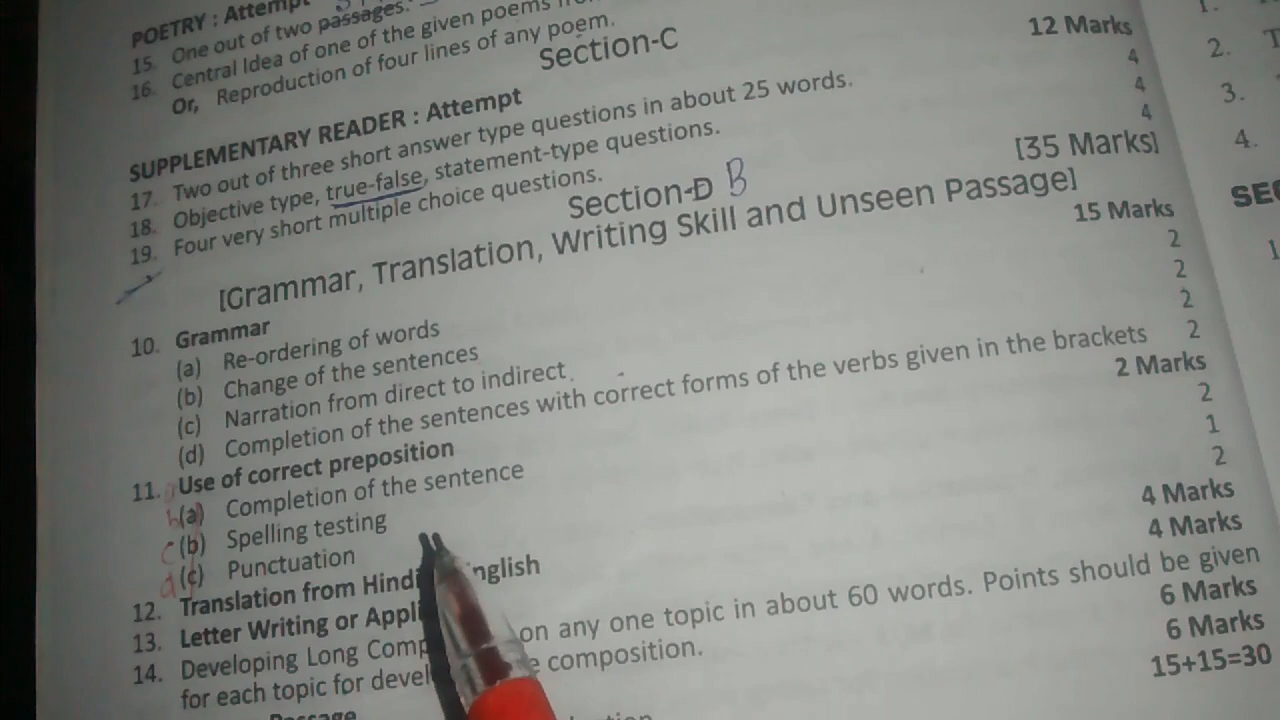 POETRY : Attempt
15. One out of two passages.
16. Central Idea of one of the given poems
Or, Reproduction of four lines of any poem.
Section-C
SUPPLEMENTARY READER : Attempt 12 Marks
17. Two out of three short answer type questions in about 25 words. 4
18. Objective type, true-false, statement-type questions. 4
19. Four very short multiple choice questions. 4
Section-D B [35 Marks]
[Grammar, Translation, Writing Skill and Unseen Passage]
10. Grammar 15 Marks
(a) Re-ordering of words 2
(b) Change of the sentences 2
(c) Narration from direct to indirect 2
(d) Completion of the sentences with correct forms of the verbs given in the brackets 2
11. Use of correct preposition 2 Marks
b (a) Completion of the sentence 2
c (b) Spelling testing 1
d (c) Punctuation 2
12. Translation from Hindi nglish 4 Marks
13. Letter Writing or Appli 4 Marks
14. Developing Long Comp on any one topic in about 60 words. Points should be given
for each topic for devel e composition. 6 Marks
Passage 6 Marks
15+15=30
1.
2. T
3.
4.
SEC
1